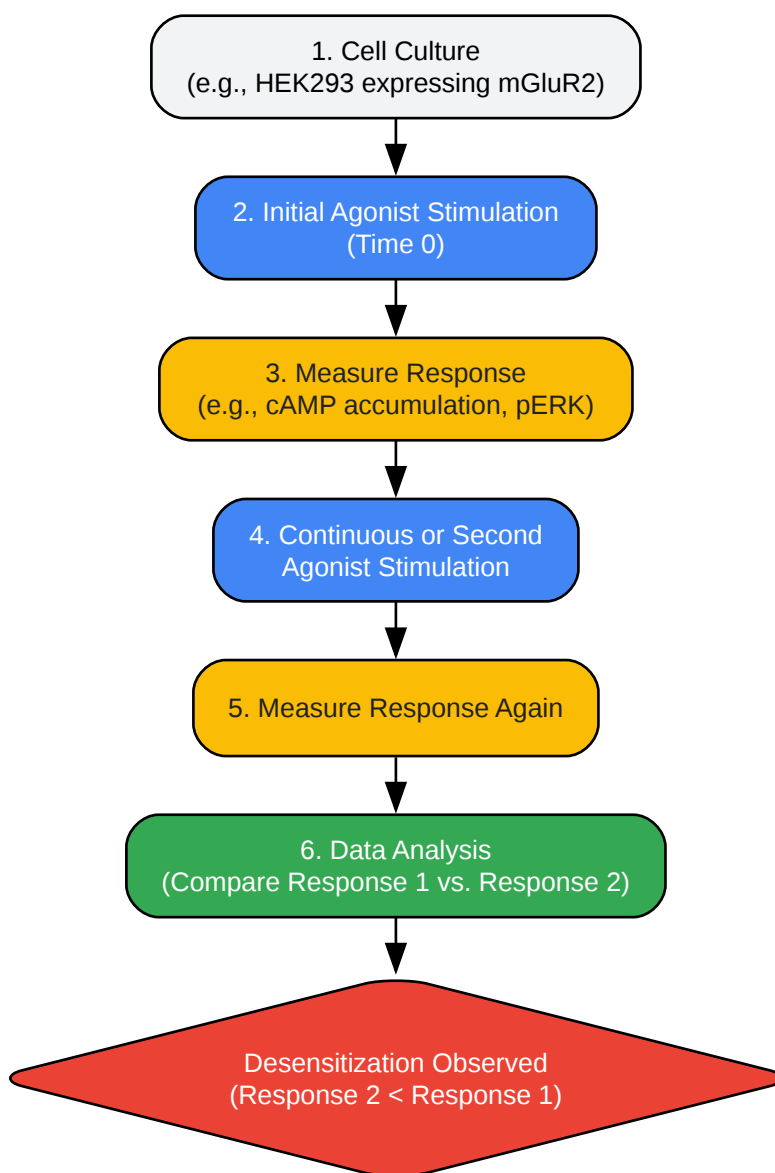 1. Cell Culture
(e.g., HEK293 expressing mGluR2)
2. Initial Agonist Stimulation
(Time 0)
3. Measure Response
(e.g., cAMP accumulation, pERK)
4. Continuous or Second
Agonist Stimulation
5. Measure Response Again
6. Data Analysis
(Compare Response 1 vs. Response 2)
Desensitization Observed
(Response 2 < Response 1)